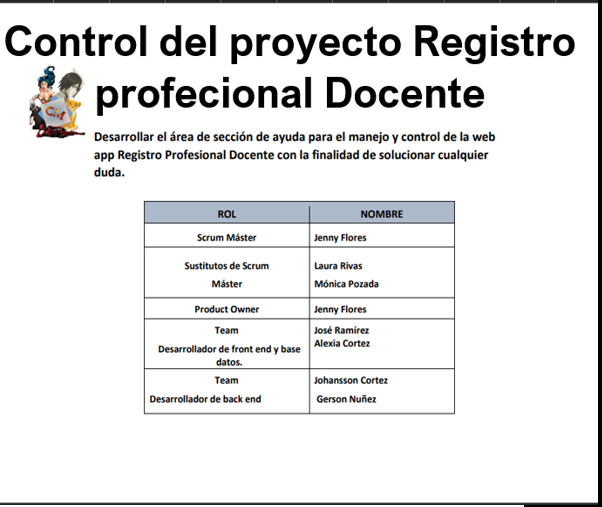 Control del proyecto Registro
profecional Docente
GM
Desarrollar el área de sección de ayuda para el manejo y control de la web
app Registro Profesional Docente con la finalidad de solucionar cualquier
duda.
ROL NOMBRE
Scrum Máster Jenny Flores
Sustitutos de Scrum Laura Rivas
Máster Mónica Pozada
Product Owner Jenny Flores
Team José Ramírez
Alexia Cortez
Desarrollador de front end y base
datos.
Team Johansson Cortez
Desarrollador de back end Gerson Nuñez